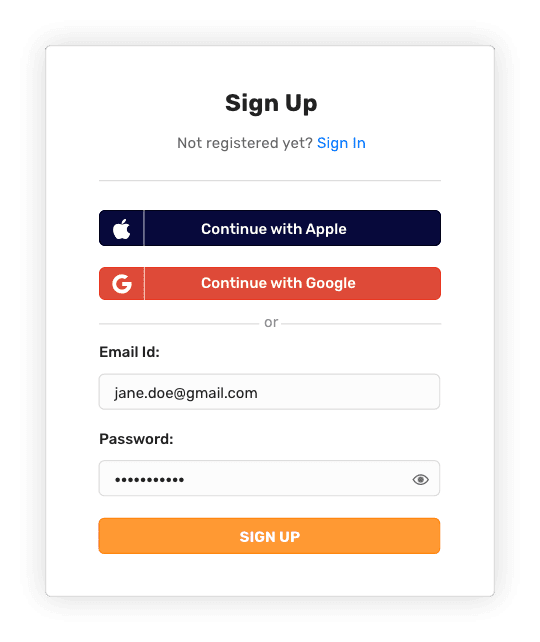 Sign Up
Not registered yet? Sign In
Continue with Apple
Continue with Google
or
Email Id:
jane.doe@gmail.com
Password:
•••••••••••
SIGN UP